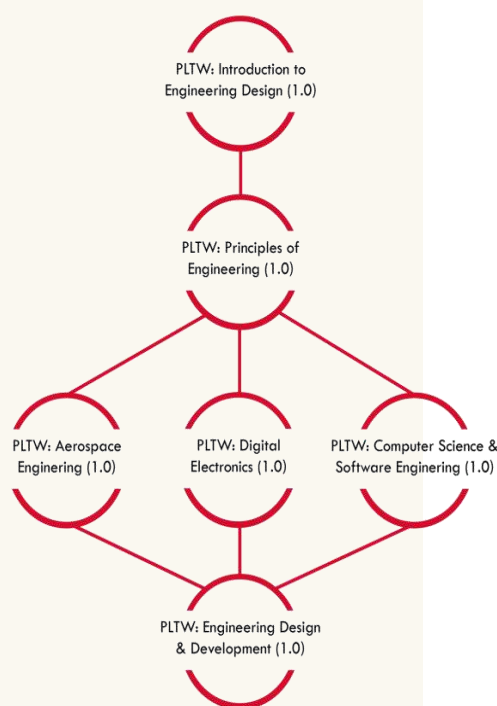 PLTW: Introduction to
Engineering Design (1.0)
PLTW: Principles of
Engineering (1.0)
PLTW: Aerospace
Enginering (1.0)
PLTW: Digital
Electronics (1.0)
PLTW: Computer Science &
Software Enginering (1.0)
PLTW: Engineering Design
& Development (1.0)